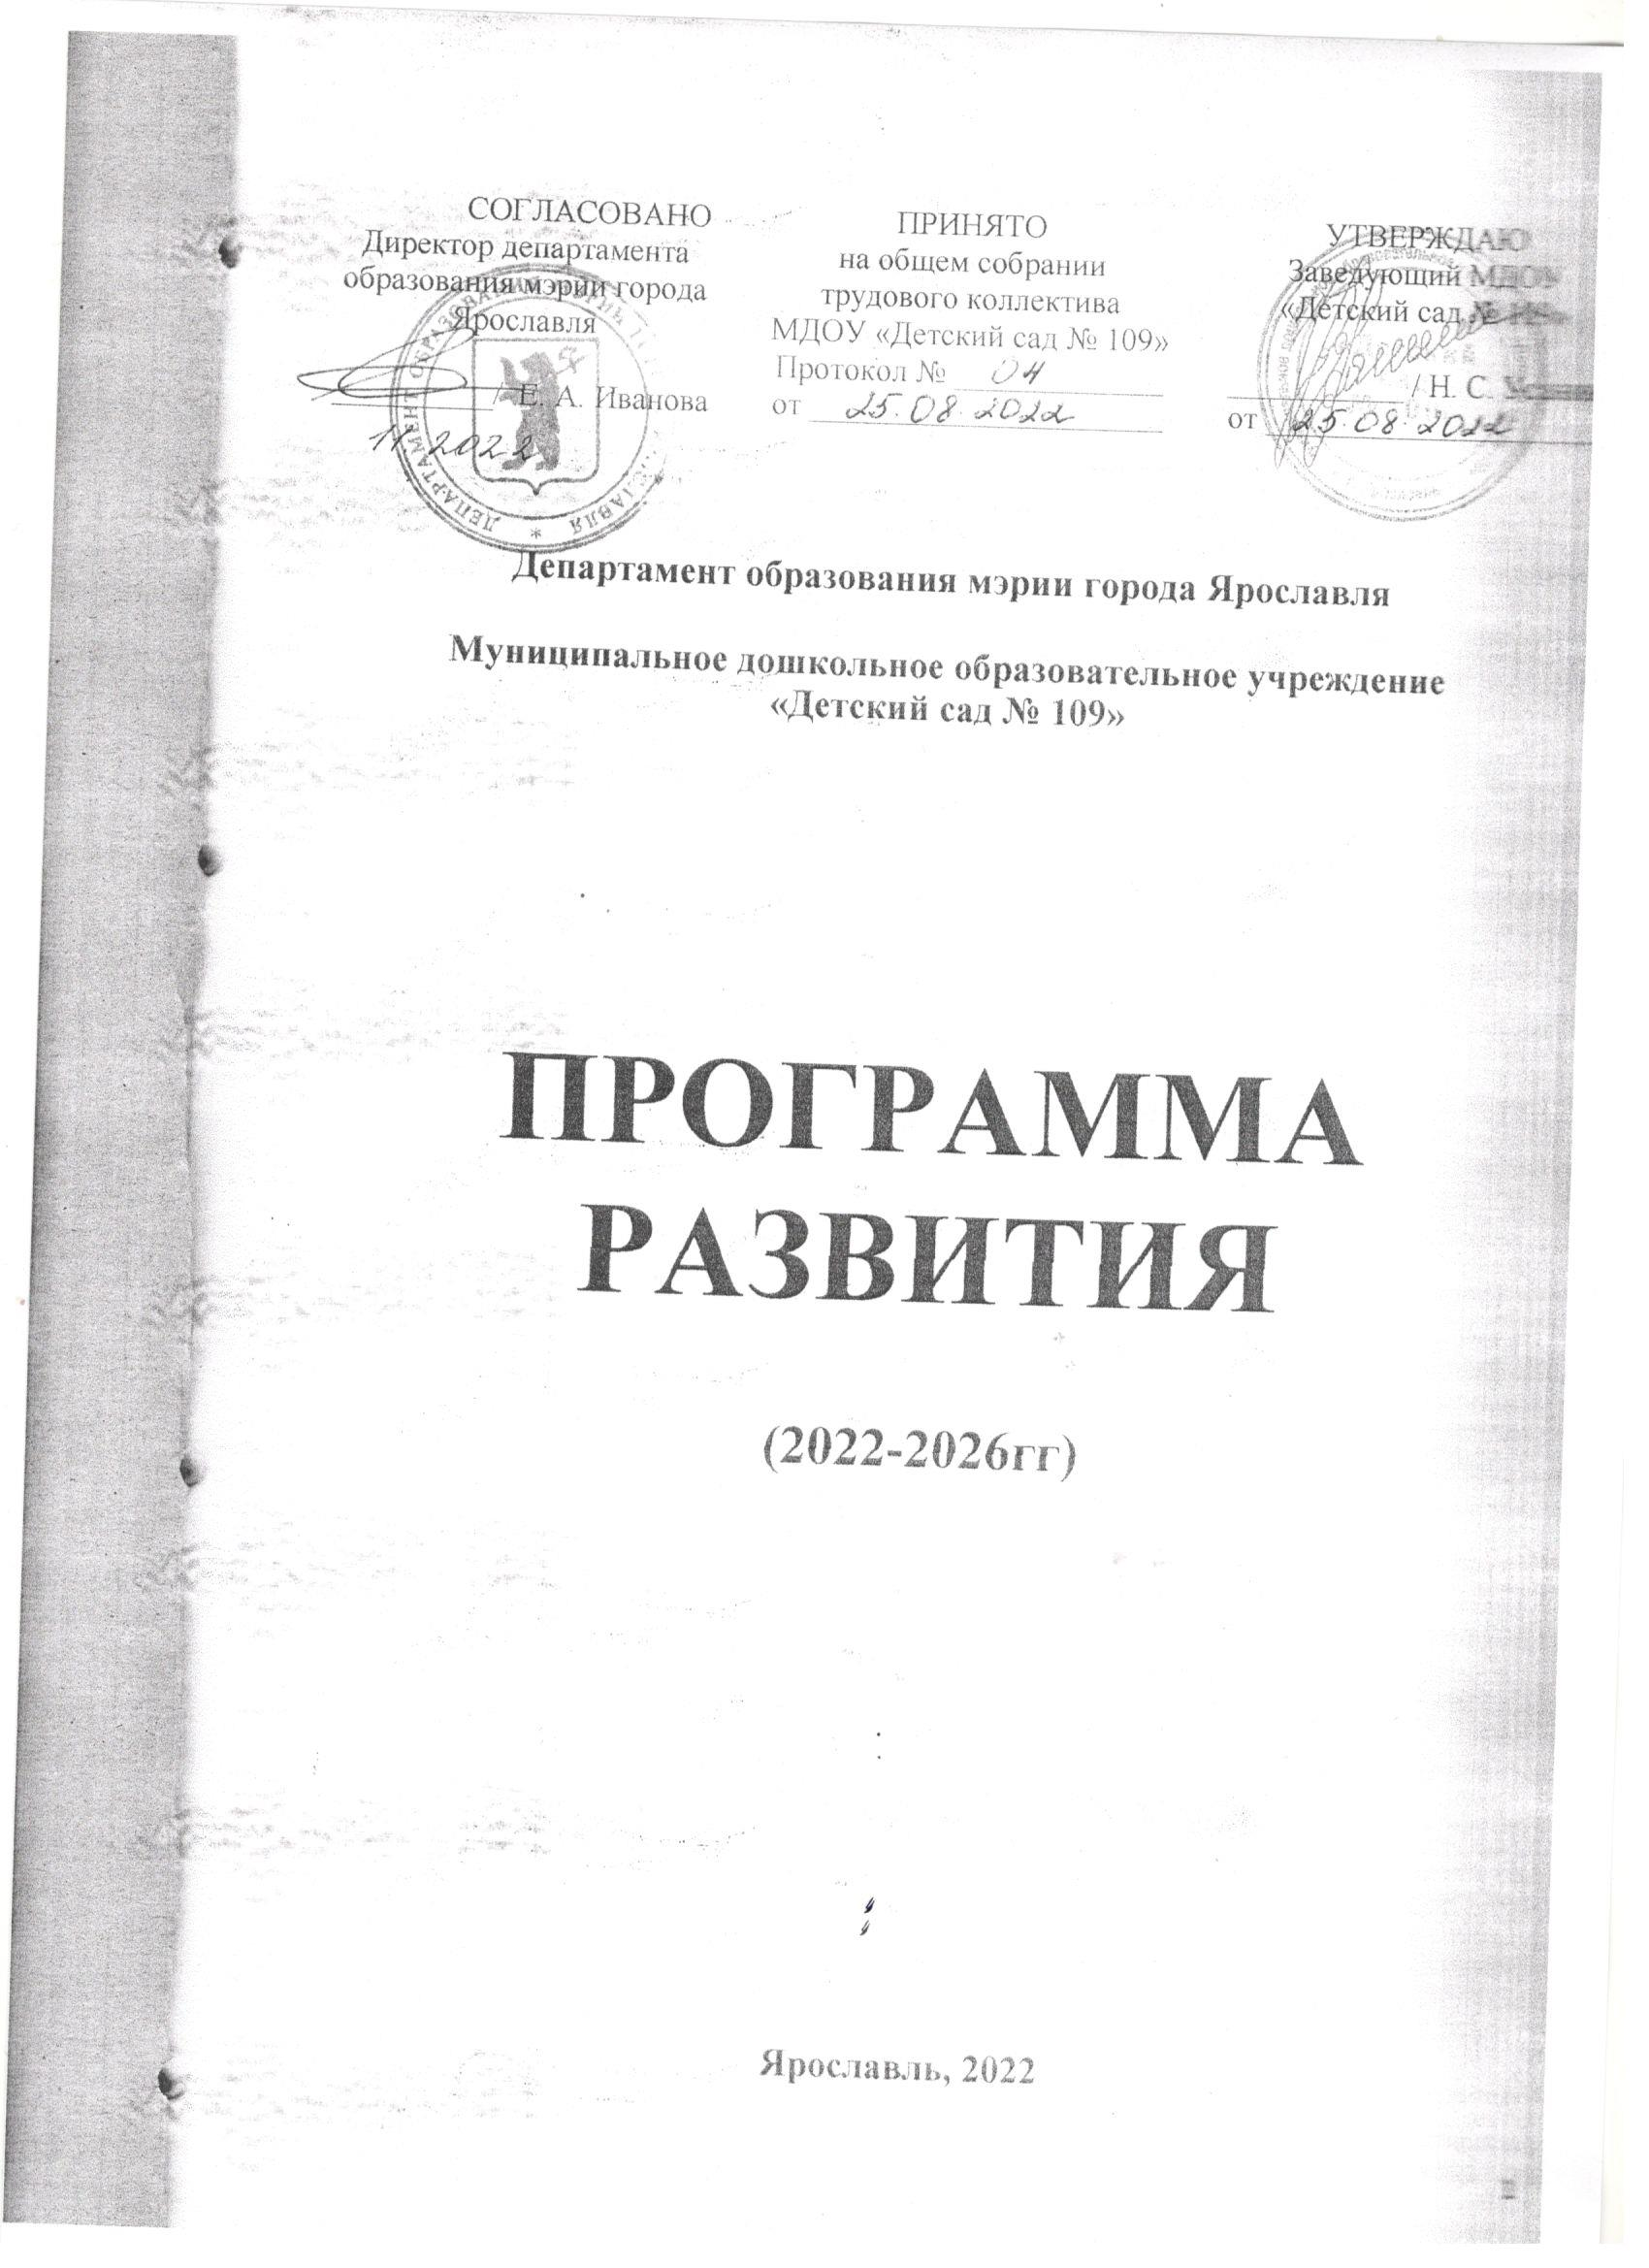 СОГЛАСОВАНО
Директор департамента
образования мэрии города
Ярославля
/ Е. А. Иванова
11 2022
ПРИНЯТО
на общем собрании
трудового коллектива
МДОУ «Детский сад № 109»
Протокол № 04
от 25.08.2022
УТВЕРЖДАЮ
Заведующий МДОУ
«Детский сад №
/ Н. С.
от 25.08.2022
Департамент образования мэрии города Ярославля
Муниципальное дошкольное образовательное учреждение
«Детский сад № 109»
ПРОГРАММА
РАЗВИТИЯ
(2022-2026гг)
Ярославль, 2022